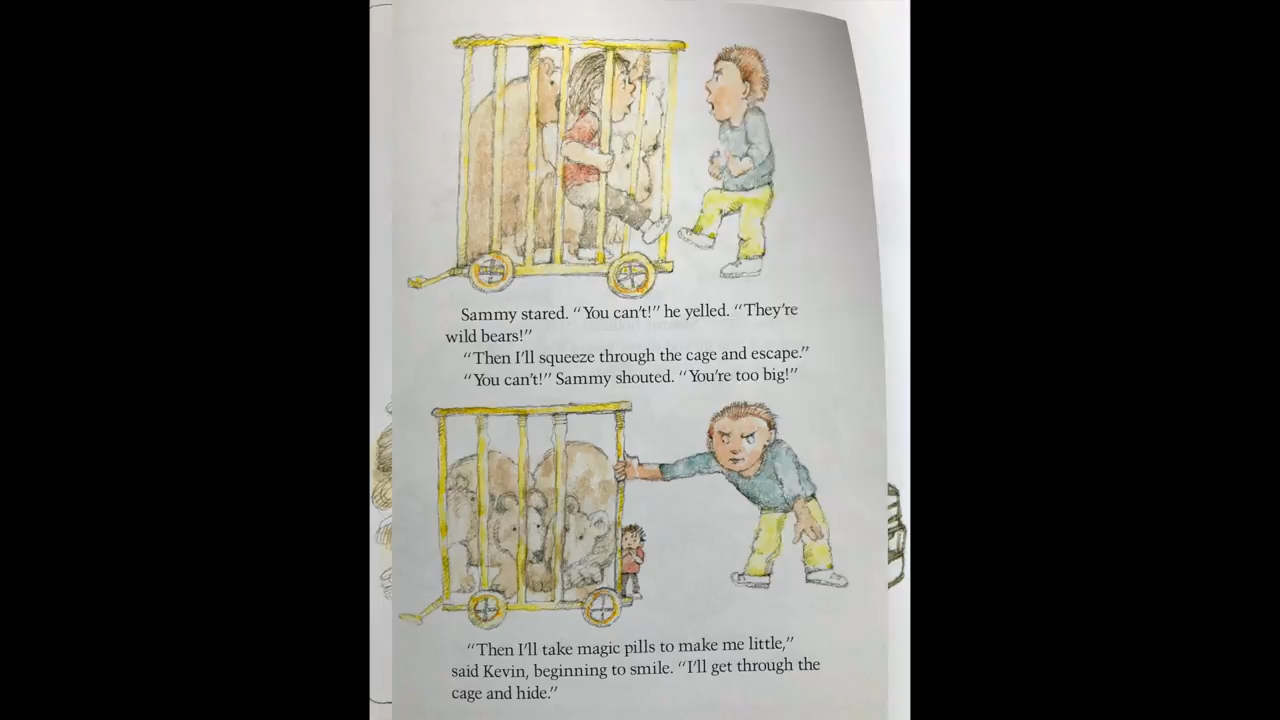 Sammy stared. “You can't!” he yelled. “They're
wild bears!”
“Then I'll squeeze through the cage and escape.”
“You can't!” Sammy shouted. “You're too big!”
“Then I'll take magic pills to make me little,”
said Kevin, beginning to smile. “I'll get through the
cage and hide.”